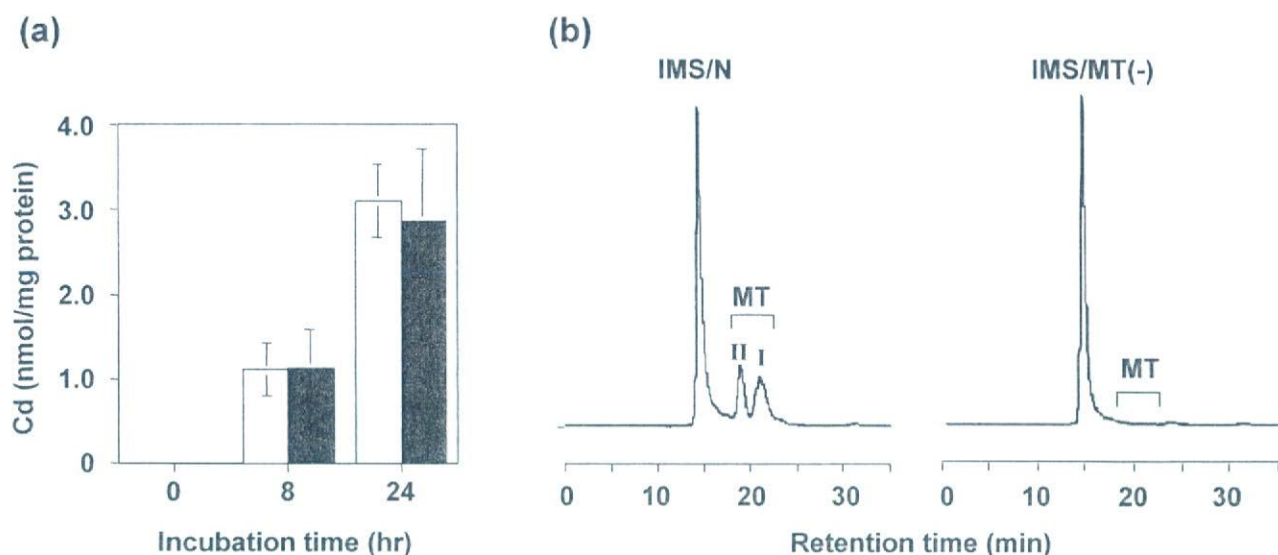 (a)
4.0
3.0
2.0
1.0
0
Cd (nmol/mg protein)
0 8 24
Incubation time (hr)
(b)
IMS/N
MT
II I
0 10 20 30
IMS/MT(-)
MT
0 10 20 30
Retention time (min)